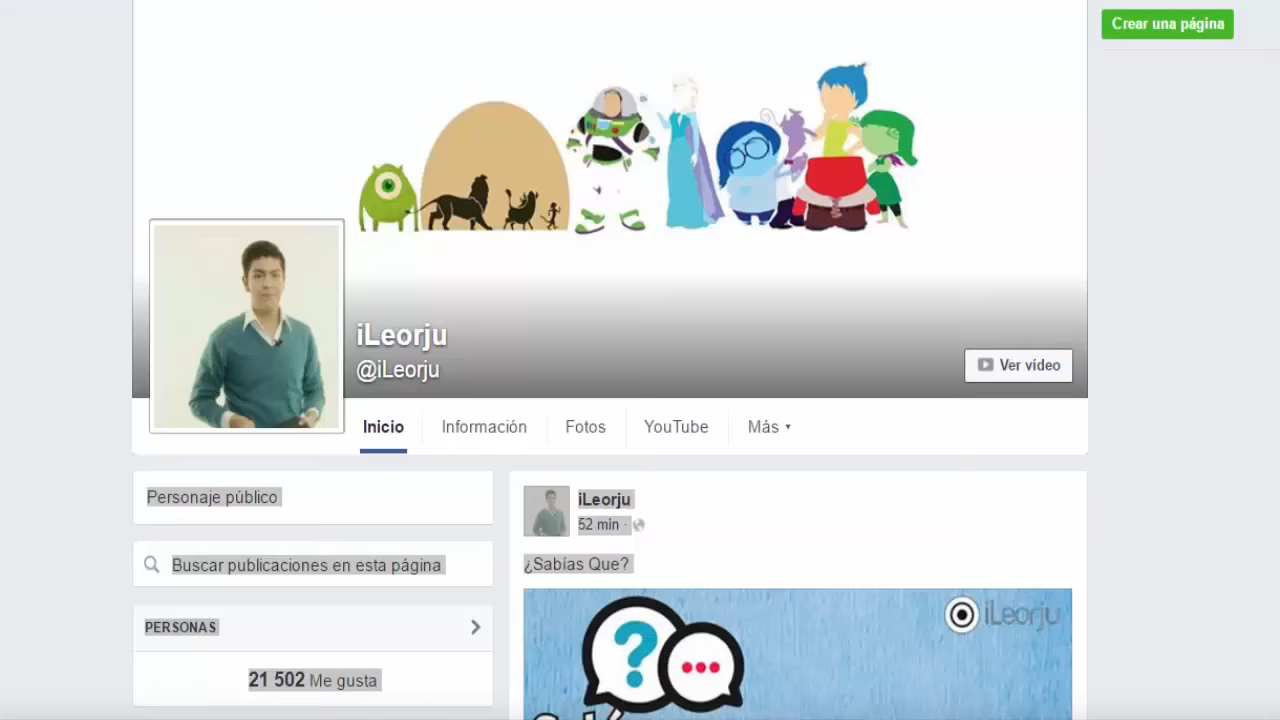 Crear una página
iLeorju
@iLeorju
Ver vídeo
Inicio
Información
Fotos
YouTube
Más
Personaje público
Buscar publicaciones en esta página
PERSONAS
21 502 Me gusta
iLeorju
52 min ·
¿Sabías Que?
iLeorju